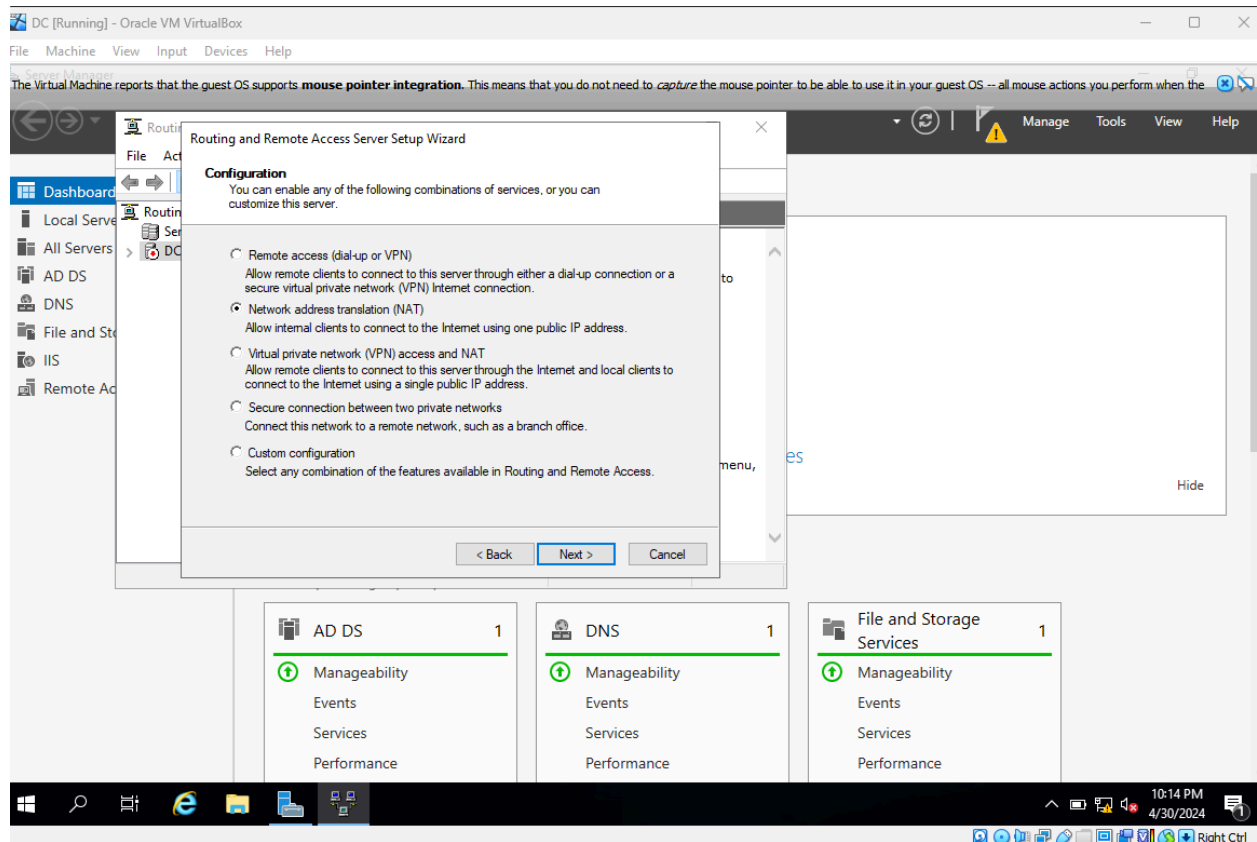 DC [Running] - Oracle VM VirtualBox
File Machine View Input Devices Help
Server Manager
The Virtual Machine reports that the guest OS supports mouse pointer integration. This means that you do not need to capture the mouse pointer to be able to use it in your guest OS -- all mouse actions you perform when the
Manage Tools View Help
Routin
File Act
Routing and Remote Access Server Setup Wizard
Configuration
You can enable any of the following combinations of services, or you can
customize this server.
Dashboard
Local Serve
All Servers
AD DS
DNS
File and Sto
IIS
Remote Ac
Routin
Ser
DC
Remote access (dial-up or VPN)
Allow remote clients to connect to this server through either a dial-up connection or a
secure virtual private network (VPN) Internet connection.
Network address translation (NAT)
Allow internal clients to connect to the Internet using one public IP address.
Virtual private network (VPN) access and NAT
Allow remote clients to connect to this server through the Internet and local clients to
connect to the Internet using a single public IP address.
Secure connection between two private networks
Connect this network to a remote network, such as a branch office.
Custom configuration
Select any combination of the features available in Routing and Remote Access.
to
menu,
es
Hide
< Back Next > Cancel
AD DS 1
Manageability
Events
Services
Performance
DNS 1
Manageability
Events
Services
Performance
File and Storage
Services 1
Manageability
Events
Services
Performance
10:14 PM
4/30/2024
1
Right Ctrl